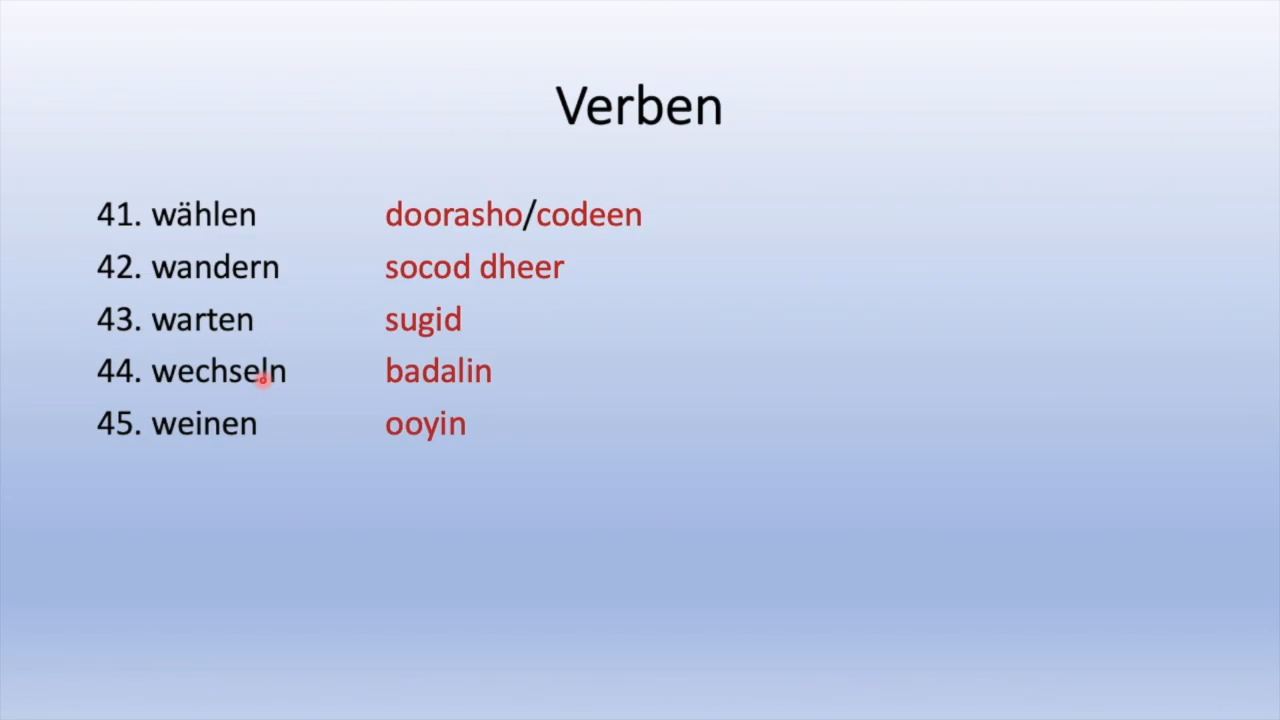 Verben
41. wählen doorasho/codeen
42. wandern socod dheer
43. warten sugid
44. wechseln badalin
45. weinen ooyin